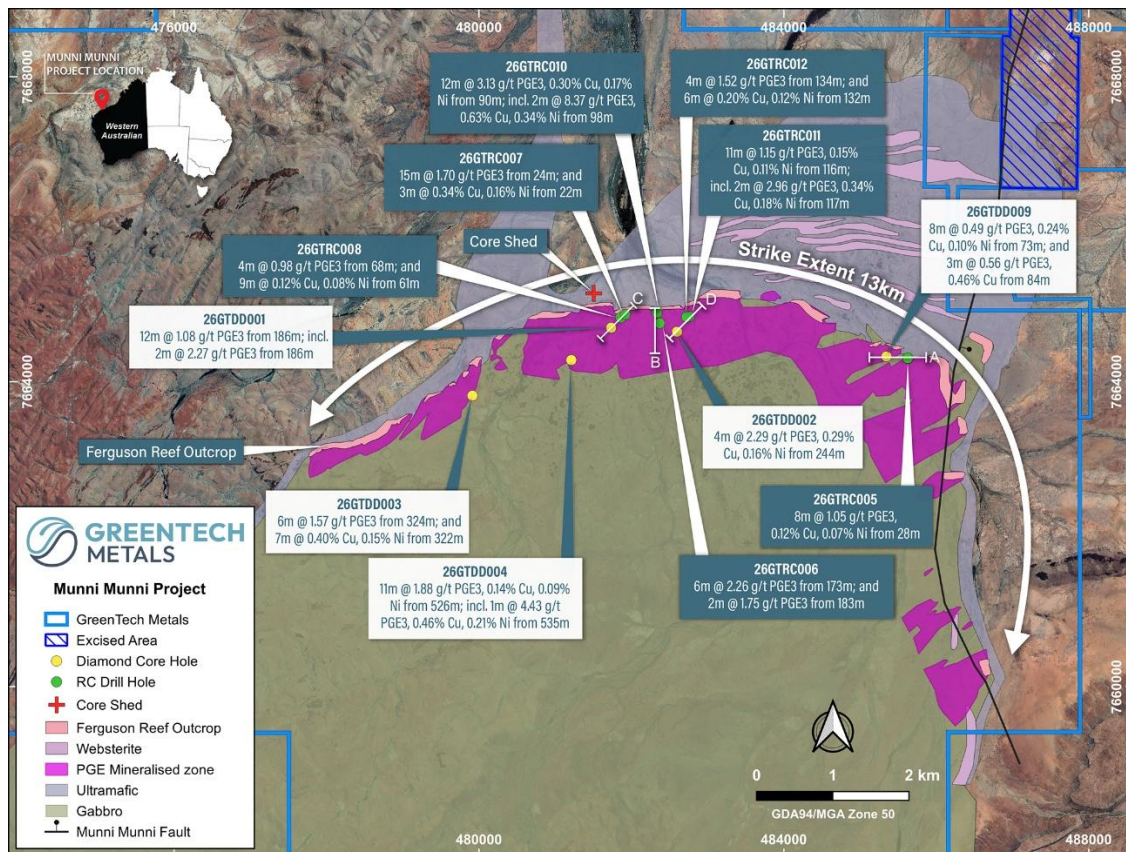 476000
480000
484000
488000
7668000
7668000
7664000
7664000
7660000
480000
484000
488000
MUNNI MUNNI
PROJECT LOCATION
Western
Australian
26GTRC010
12m @ 3.13 g/t PGE3, 0.30% Cu, 0.17%
Ni from 90m; incl. 2m @ 8.37 g/t PGE3,
0.63% Cu, 0.34% Ni from 98m
26GTRC012
4m @ 1.52 g/t PGE3 from 134m; and
6m @ 0.20% Cu, 0.12% Ni from 132m
26GTRC011
11m @ 1.15 g/t PGE3, 0.15%
Cu, 0.11% Ni from 116m;
incl. 2m @ 2.96 g/t PGE3, 0.34%
Cu, 0.18% Ni from 117m
26GTRC007
15m @ 1.70 g/t PGE3 from 24m; and
3m @ 0.34% Cu, 0.16% Ni from 22m
26GTDD009
8m @ 0.49 g/t PGE3, 0.24%
Cu, 0.10% Ni from 73m; and
3m @ 0.56 g/t PGE3,
0.46% Cu from 84m
26GTRC008
4m @ 0.98 g/t PGE3 from 68m; and
9m @ 0.12% Cu, 0.08% Ni from 61m
Core Shed
Strike Extent 13km
26GTDD001
12m @ 1.08 g/t PGE3 from 186m; incl.
2m @ 2.27 g/t PGE3 from 186m
C
D
B
A
Ferguson Reef Outcrop
26GTDD002
4m @ 2.29 g/t PGE3, 0.29%
Cu, 0.16% Ni from 244m
26GTDD003
6m @ 1.57 g/t PGE3 from 324m; and
7m @ 0.40% Cu, 0.15% Ni from 322m
26GTRC005
8m @ 1.05 g/t PGE3,
0.12% Cu, 0.07% Ni from 28m
26GTDD004
11m @ 1.88 g/t PGE3, 0.14% Cu, 0.09%
Ni from 526m; incl. 1m @ 4.43 g/t
PGE3, 0.46% Cu, 0.21% Ni from 535m
26GTRC006
6m @ 2.26 g/t PGE3 from 173m; and
2m @ 1.75 g/t PGE3 from 183m
GREENTECH
METALS
Munni Munni Project
GreenTech Metals
Excised Area
Diamond Core Hole
RC Drill Hole
Core Shed
Ferguson Reef Outcrop
Websterite
PGE Mineralised zone
Ultramafic
Gabbro
Munni Munni Fault
0 1 2 km
GDA94/MGA Zone 50